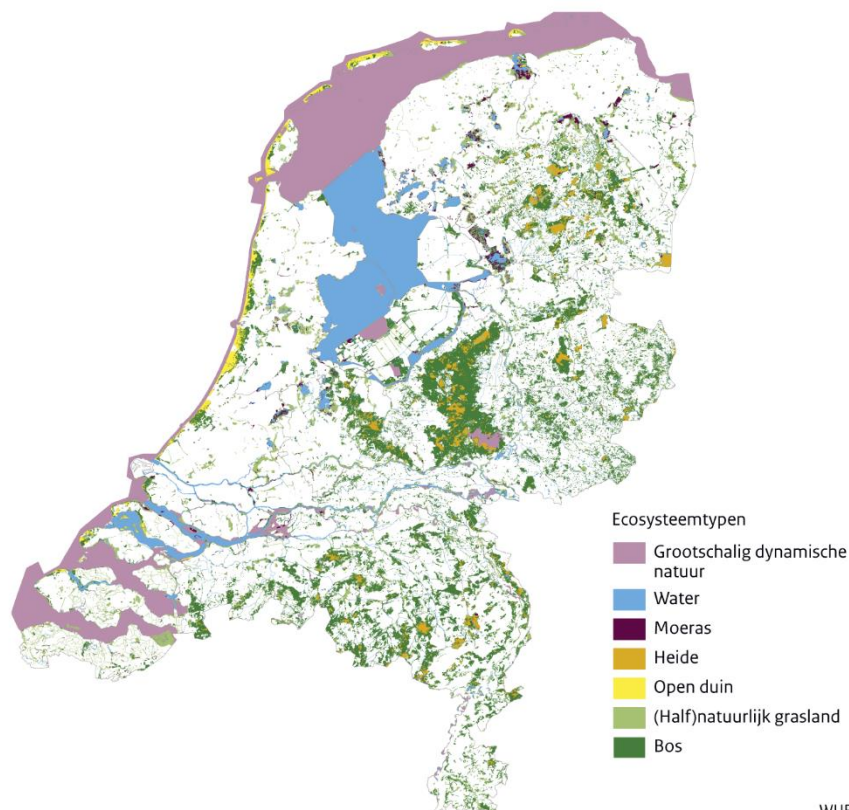 Ecosysteemtypen
Grootschalig dynamische
natuur
Water
Moeras
Heide
Open duin
(Half)natuurlijk grasland
Bos